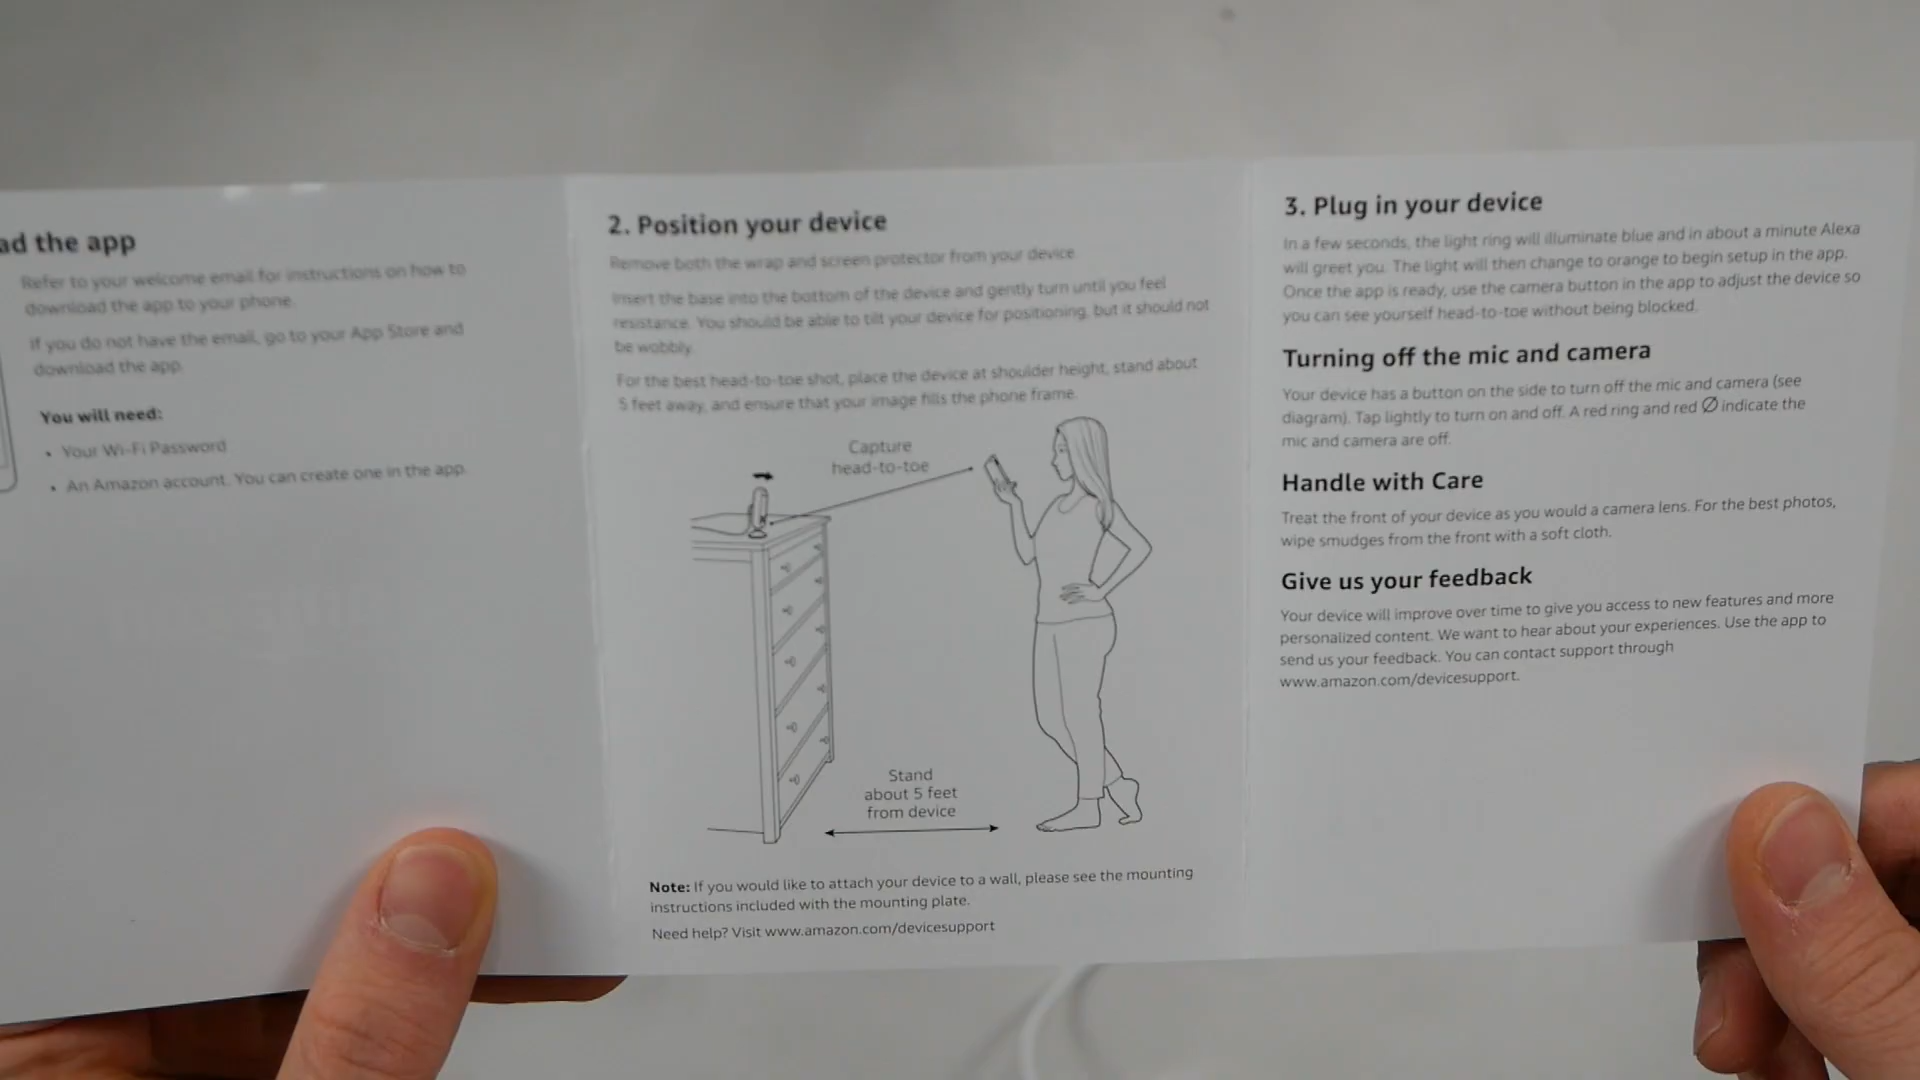 ad the app
Refer to your welcome email for instructions on how to
download the app to your phone.
If you do not have the email, go to your App Store and
download the app.
You will need:
• Your Wi-Fi Password
• An Amazon account. You can create one in the app.
2. Position your device
Remove both the wrap and screen protector from your device.
Insert the base into the bottom of the device and gently turn until you feel
resistance. You should be able to tilt your device for positioning, but it should not
be wobbly.
For the best head-to-toe shot, place the device at shoulder height, stand about
5 feet away, and ensure that your image fills the phone frame.
Capture
head-to-toe
Stand
about 5 feet
from device
Note: If you would like to attach your device to a wall, please see the mounting
instructions included with the mounting plate.
Need help? Visit www.amazon.com/devicesupport
3. Plug in your device
In a few seconds, the light ring will illuminate blue and in about a minute Alexa
will greet you. The light will then change to orange to begin setup in the app.
Once the app is ready, use the camera button in the app to adjust the device so
you can see yourself head-to-toe without being blocked.
Turning off the mic and camera
Your device has a button on the side to turn off the mic and camera (see
diagram). Tap lightly to turn on and off. A red ring and red ∅ indicate the
mic and camera are off.
Handle with Care
Treat the front of your device as you would a camera lens. For the best photos,
wipe smudges from the front with a soft cloth.
Give us your feedback
Your device will improve over time to give you access to new features and more
personalized content. We want to hear about your experiences. Use the app to
send us your feedback. You can contact support through
www.amazon.com/devicesupport.